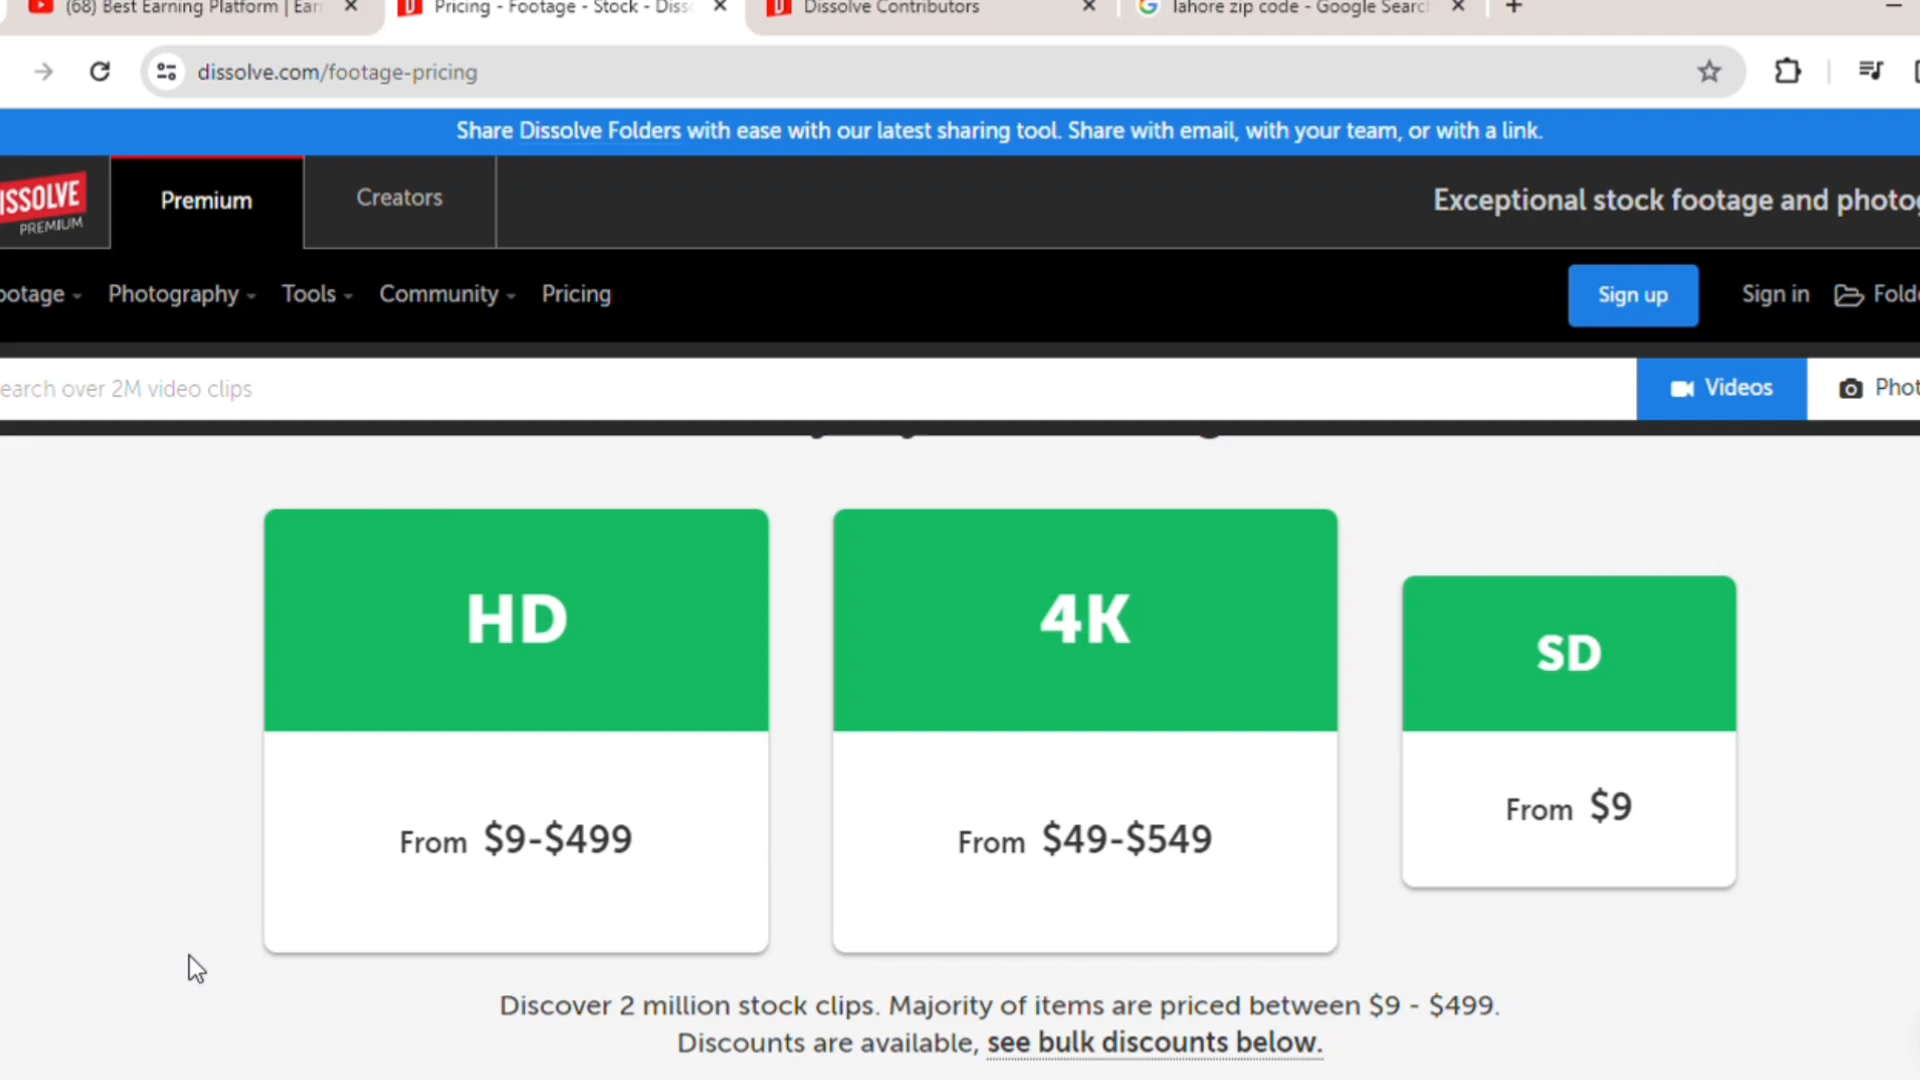 (68) Best Earning Platform | Ear
Pricing - Footage - Stock - Diss
Dissolve Contributors
lahore zip code - Google Searc
dissolve.com/footage-pricing
Share Dissolve Folders with ease with our latest sharing tool. Share with email, with your team, or with a link.
ISSOLVE
PREMIUM
Premium
Creators
Exceptional stock footage and photog
ootage
Photography
Tools
Community
Pricing
Sign up
Sign in
Folde
earch over 2M video clips
Videos
Phot
HD
4K
SD
From $9-$499
From $49-$549
From $9
Discover 2 million stock clips. Majority of items are priced between $9 - $499.
Discounts are available, see bulk discounts below.